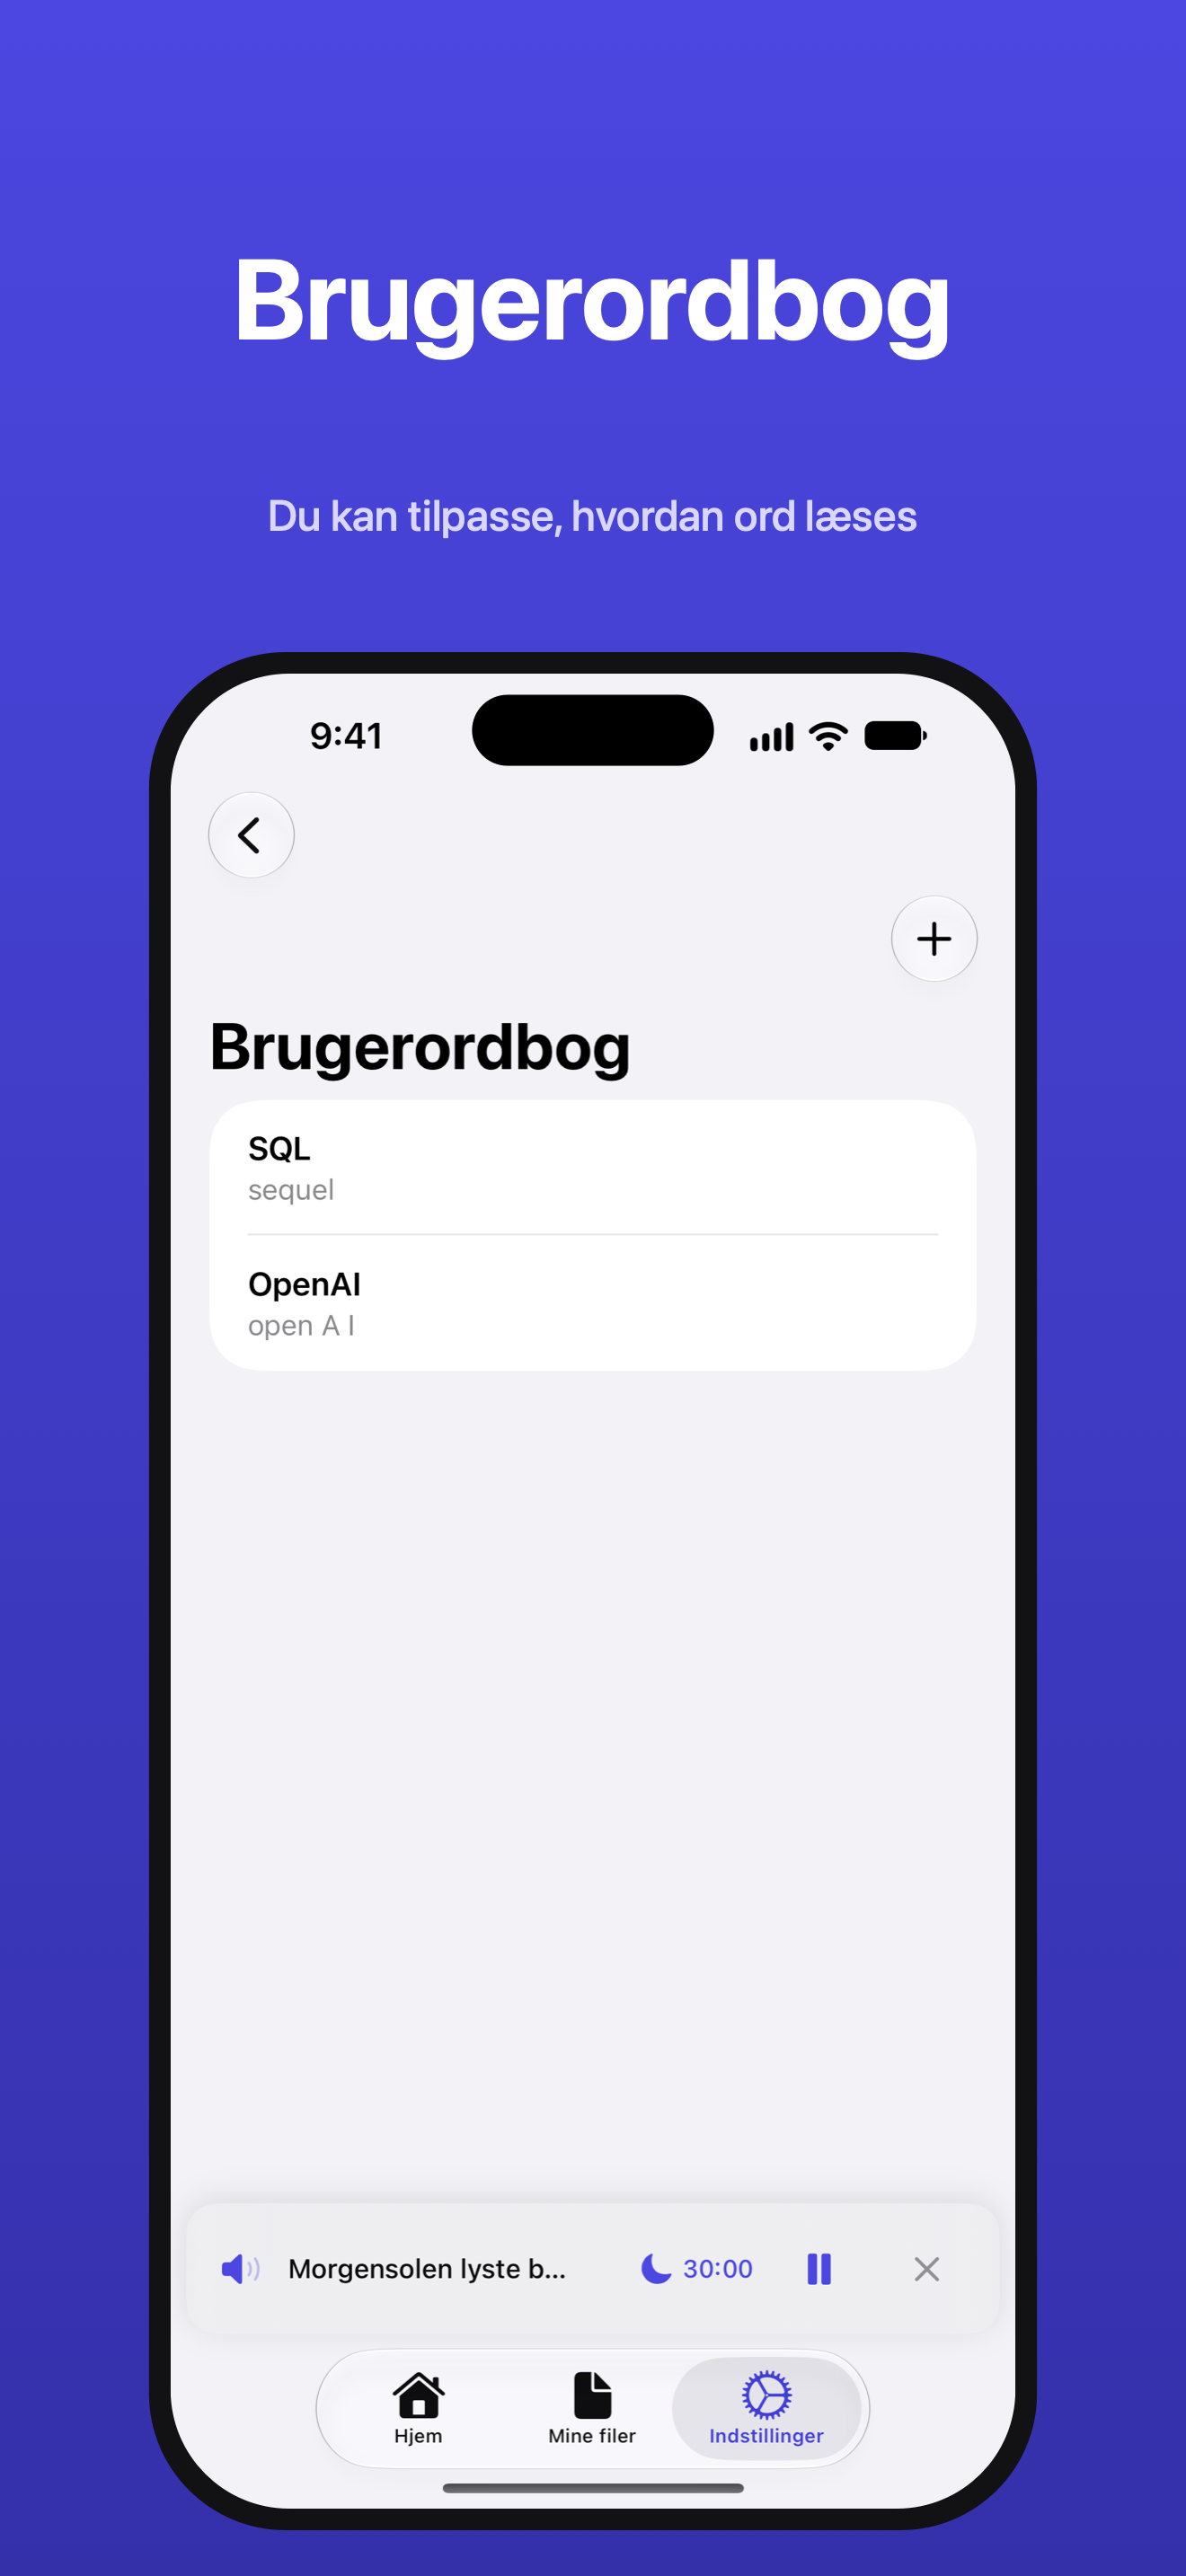 Brugerordbog
Du kan tilpasse, hvordan ord læses
9:41
Brugerordbog
SQL
sequel
OpenAI
open A I
Morgensolen lyste b...
30:00
Hjem
Mine filer
Indstillinger